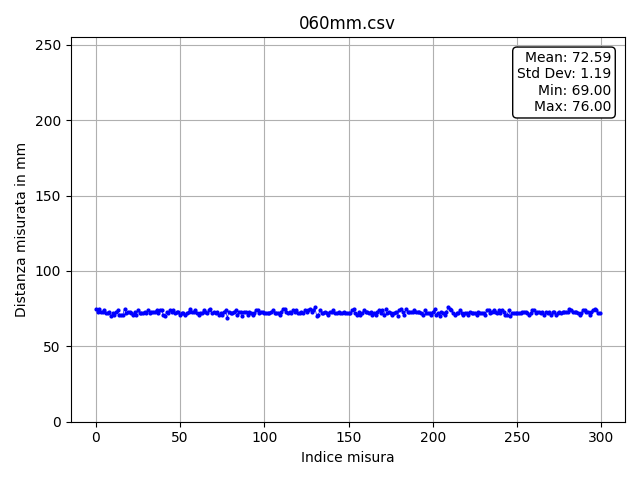 060mm.csv
Mean: 72.59
Std Dev: 1.19
Min: 69.00
Max: 76.00
Distanza misurata in mm
250
200
150
100
50
0
0 50 100 150 200 250 300
Indice misura